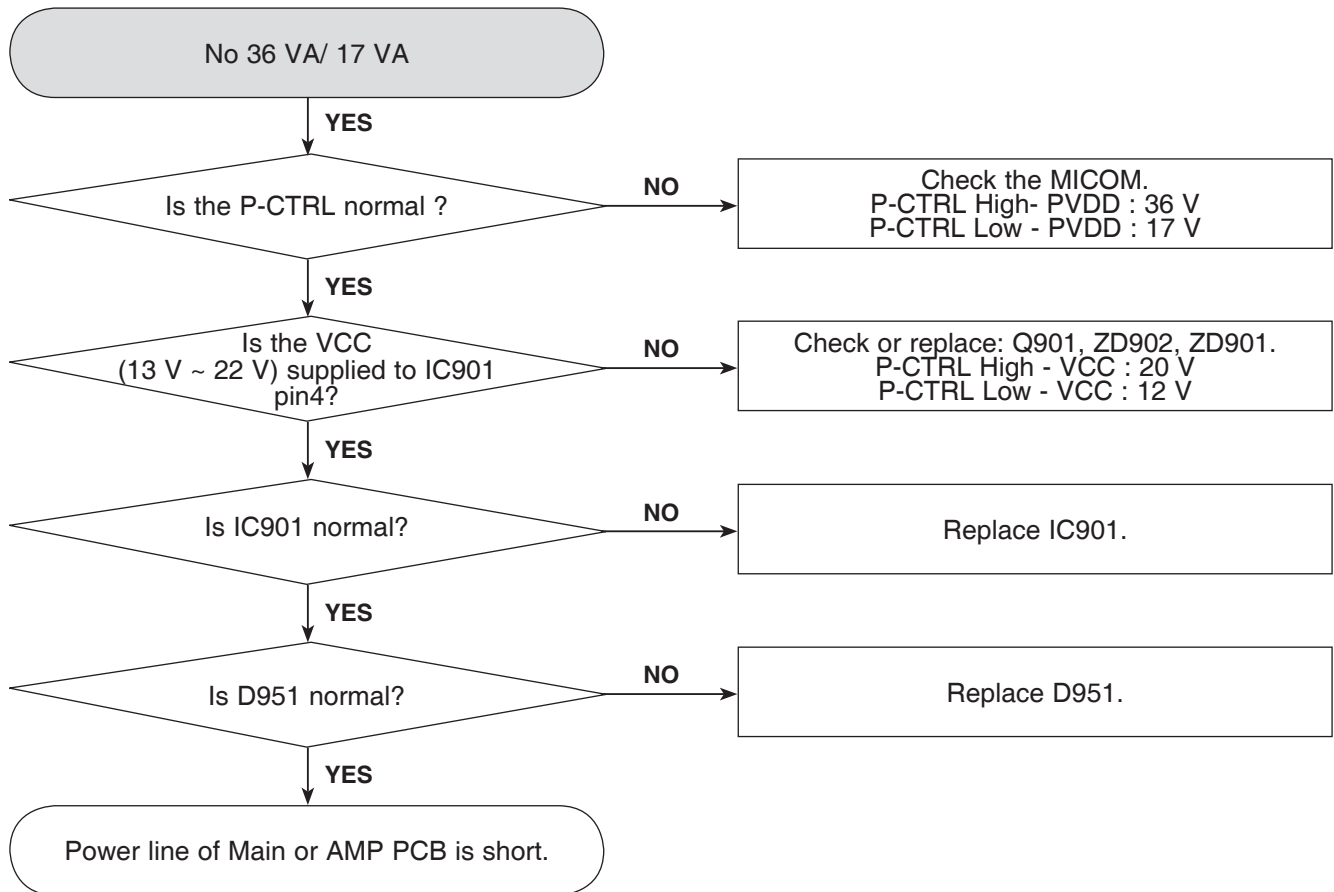 No 36 VA/ 17 VA
YES
Is the P-CTRL normal ?
NO
Check the MICOM.
P-CTRL High- PVDD : 36 V
P-CTRL Low - PVDD : 17 V
YES
Is the VCC
(13 V ~ 22 V) supplied to IC901
pin4?
NO
Check or replace: Q901, ZD902, ZD901.
P-CTRL High - VCC : 20 V
P-CTRL Low - VCC : 12 V
YES
Is IC901 normal?
NO
Replace IC901.
YES
Is D951 normal?
NO
Replace D951.
YES
Power line of Main or AMP PCB is short.